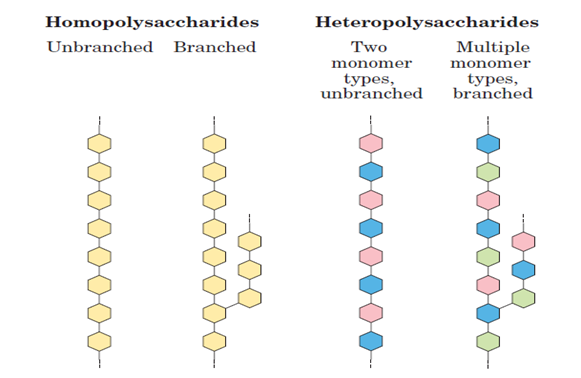 Homopolysaccharides
Unbranched
Branched
Heteropolysaccharides
Two
monomer
types,
unbranched
Multiple
monomer
types,
branched